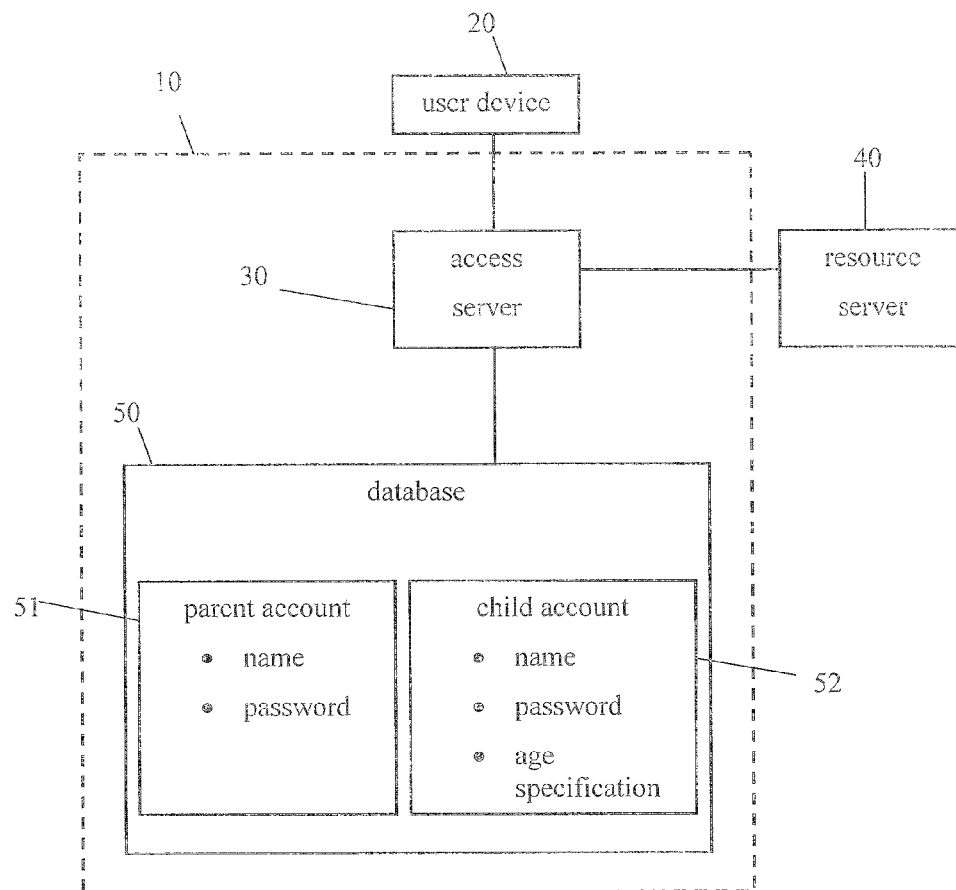 20
10
user device
40
access
server
30
resource
server
50
database
51
parent account
• name
• password
child account
• name
• password
• age
specification
52